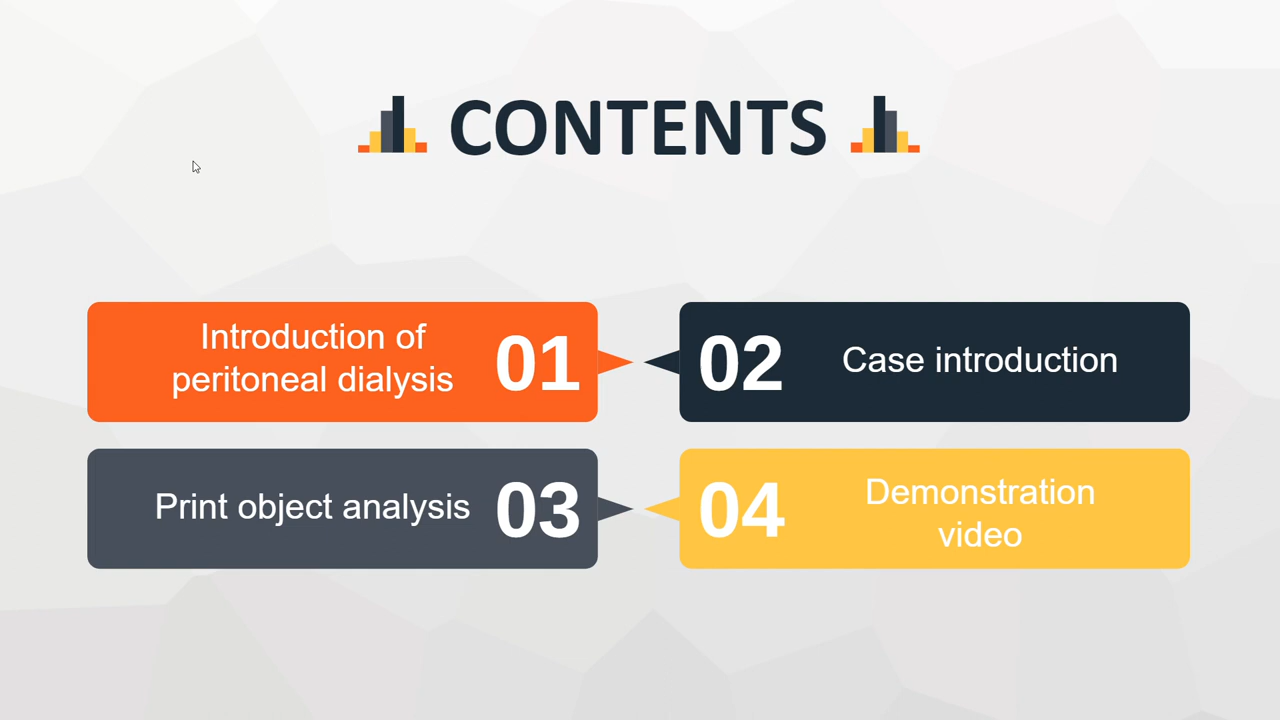 CONTENTS
Introduction of
peritoneal dialysis
01
02
Case introduction
Print object analysis
03
04
Demonstration
video